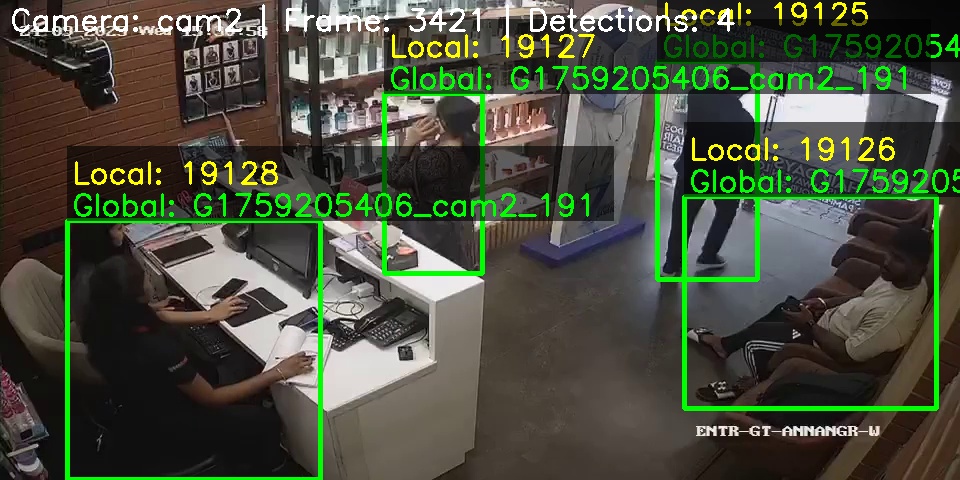 Camera: cam2 | Frame: 3421 | Detections: 4
Local: 19125
Local: 19127
Global: G17592054
Global: G1759205406_cam2_191
Local: 19126
Local: 19128
Global: G1759205
Global: G1759205406_cam2_191
ENTR-GT-ANNANGR-W